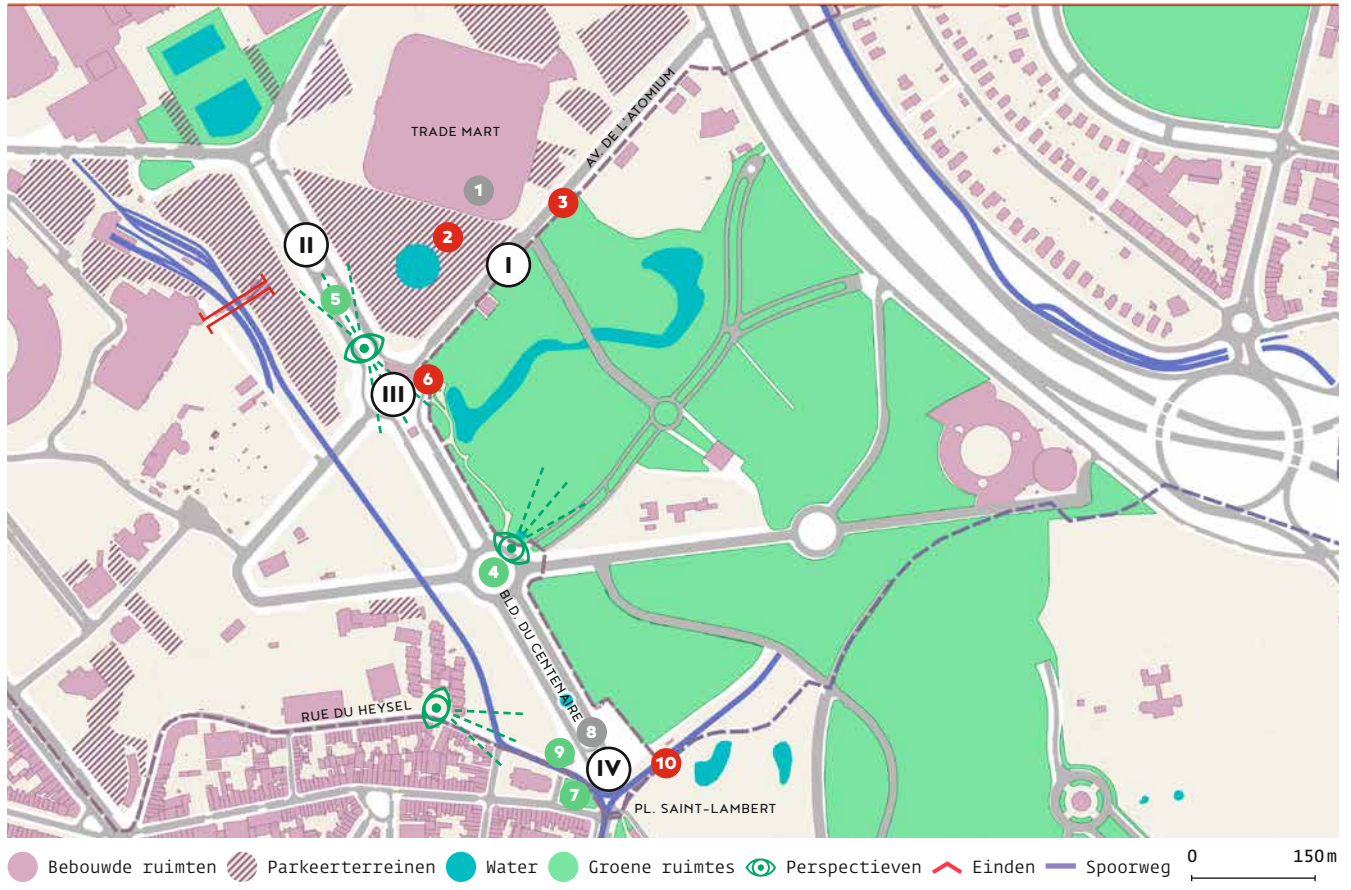 TRADE MART
AV. DE L'ATOMIUM
1
3
2
II
I
5
6
III
4
BLD. DU CENTENAIRE
RUE DU HEYSEL
8
9
IV
10
7
PL. SAINT-LAMBERT
Bebouwde ruimten Parkeerterreinen Water Groene ruimtes Perspectieven Einden Spoorweg 0 150 m